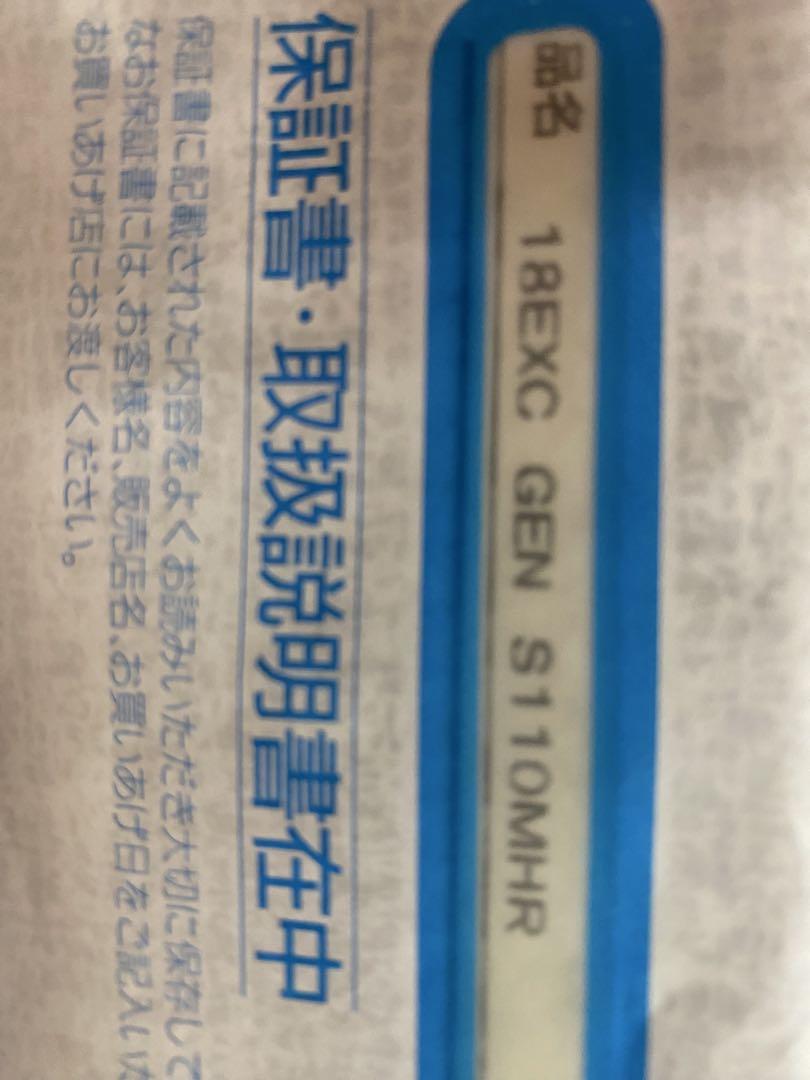 品名 18EXC GEN S110MHR
保証書・取扱説明書在中
保証書に記載された内容をよくお読みいただき大切に保存して
なお保証書には、お客様名、販売店名、お買いあげ日をご記入いた
お買いあげ店にお渡しください。